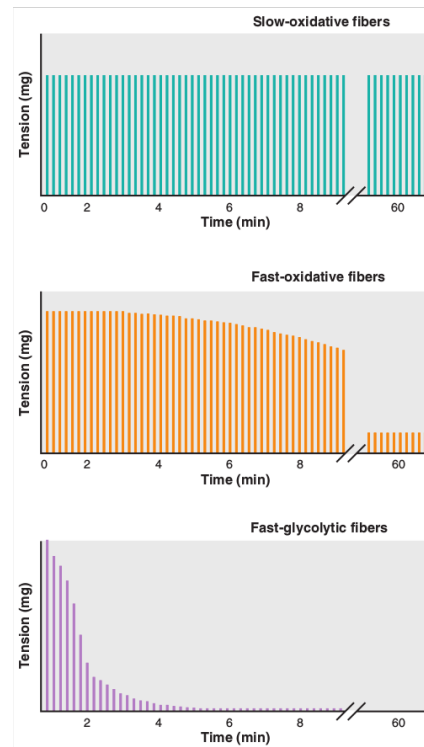 Slow-oxidative fibers
Tension (mg)
0 2 4 6 8 60
Time (min)
Fast-oxidative fibers
Tension (mg)
0 2 4 6 8 60
Time (min)
Fast-glycolytic fibers
Tension (mg)
2 4 6 8 60
Time (min)